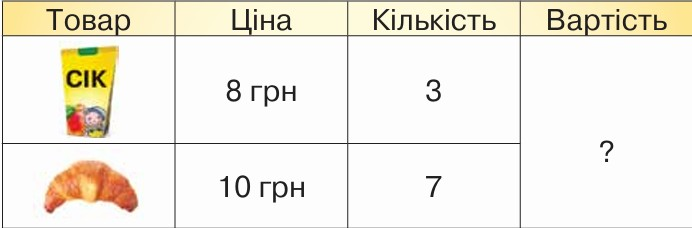 Товар Ціна Кількість Вартість
СІК
8 грн 3
?
10 грн 7